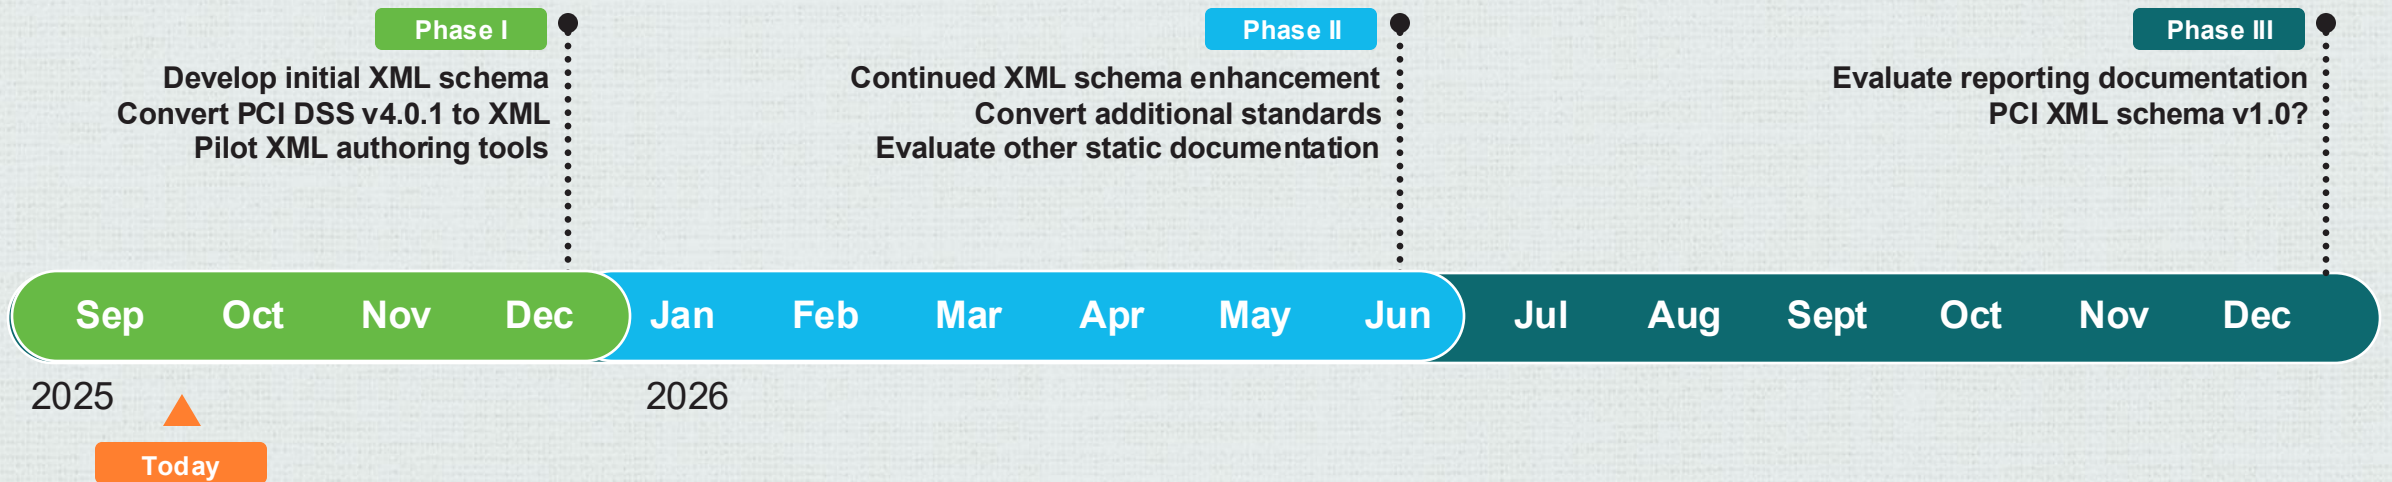 Phase I
Develop initial XML schema
Convert PCI DSS v4.0.1 to XML
Pilot XML authoring tools
Phase II
Continued XML schema enhancement
Convert additional standards
Evaluate other static documentation
Phase III
Evaluate reporting documentation
PCI XML schema v1.0?
Sep Oct Nov Dec Jan Feb Mar Apr May Jun Jul Aug Sept Oct Nov Dec
2025 2026
Today